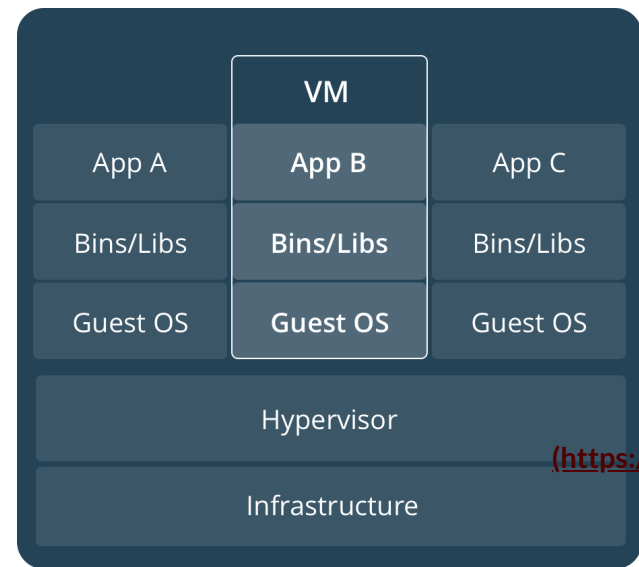 VM
App A App B App C
Bins/Libs Bins/Libs Bins/Libs
Guest OS Guest OS Guest OS
Hypervisor
(https:/
Infrastructure